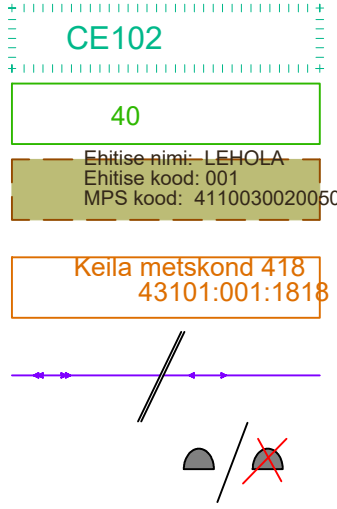 CE102
40
Ehitise nimi: LEHOLA
Ehitise kood: 001
MPS kood: 4110030020050
Keila metskond 418
43101:001:1818